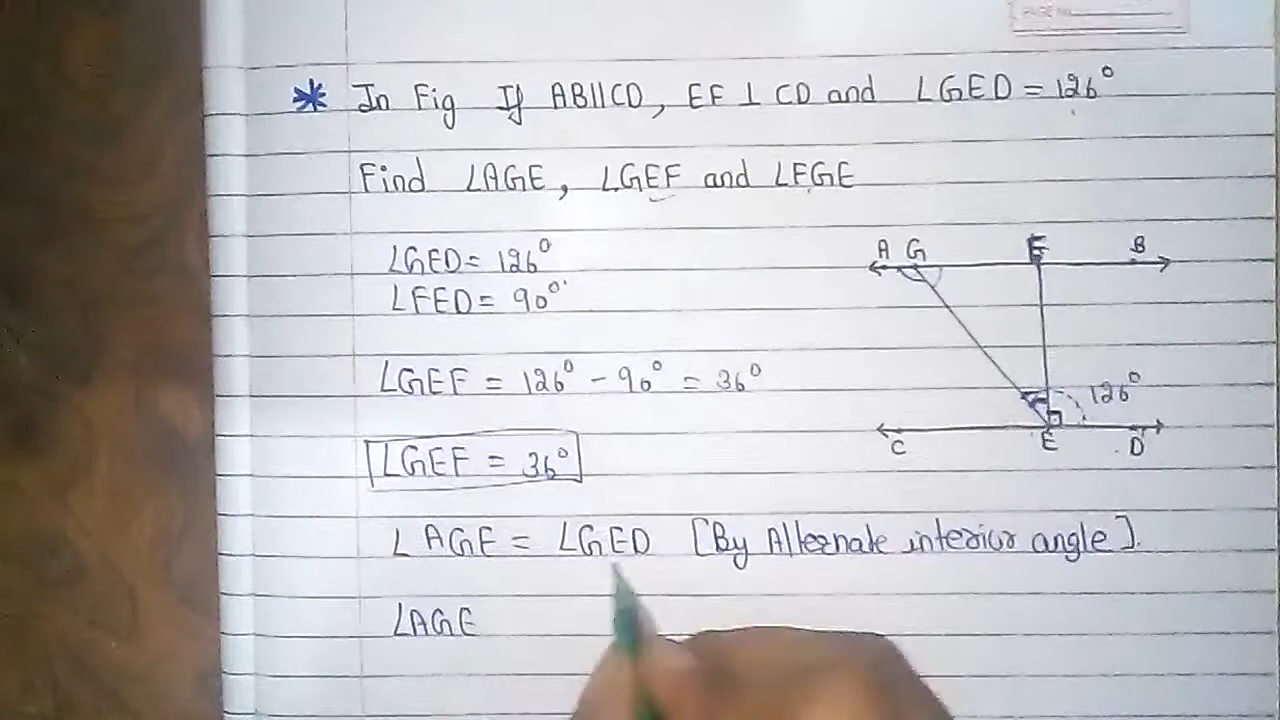 * In Fig If AB||CD, EF ⊥ CD and ∠GED = 126°
Find ∠AGE, ∠GEF and ∠FGE
∠GED = 126°
∠FED = 90°
∠GEF = 126° - 90° = 36°
∠GEF = 36°
∠AGE = ∠GED [By Alternate interior angle].
∠AGE
A G F B
126°
C E D